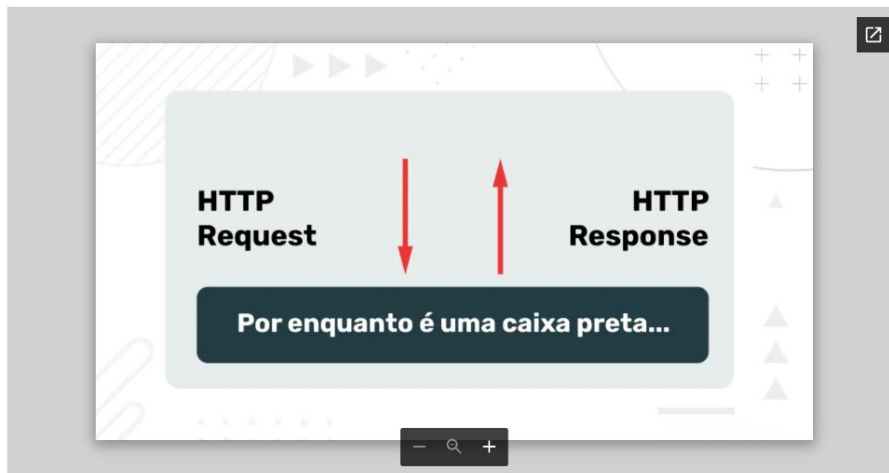 HTTP
Request
HTTP
Response
Por enquanto é uma caixa preta...